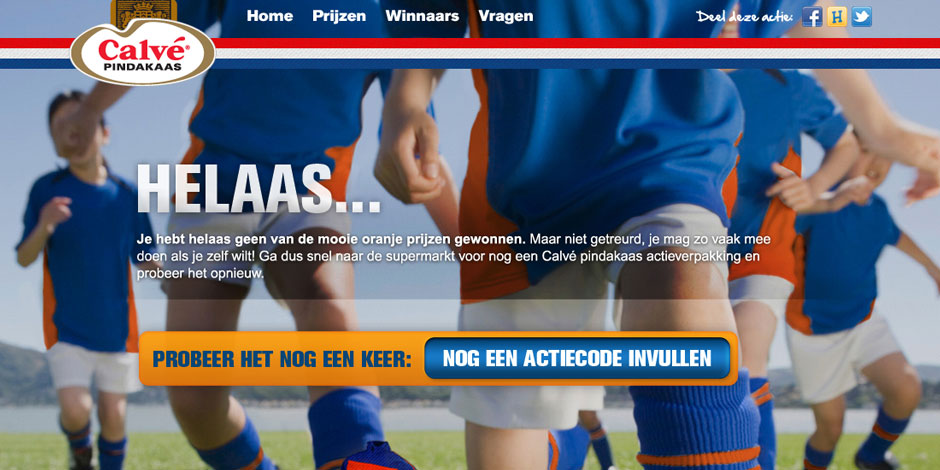 Home Prijzen Winnaars Vragen
Deel deze actie:
Calvé®
PINDAKAAS
HELAAS...
Je hebt helaas geen van de mooie oranje prijzen gewonnen. Maar niet getreurd, je mag zo vaak mee
doen als je zelf wilt! Ga dus snel naar de supermarkt voor nog een Calvé pindakaas actieverpakking en
probeer het opnieuw.
PROBEER HET NOG EEN KEER: NOG EEN ACTIECODE INVULLEN